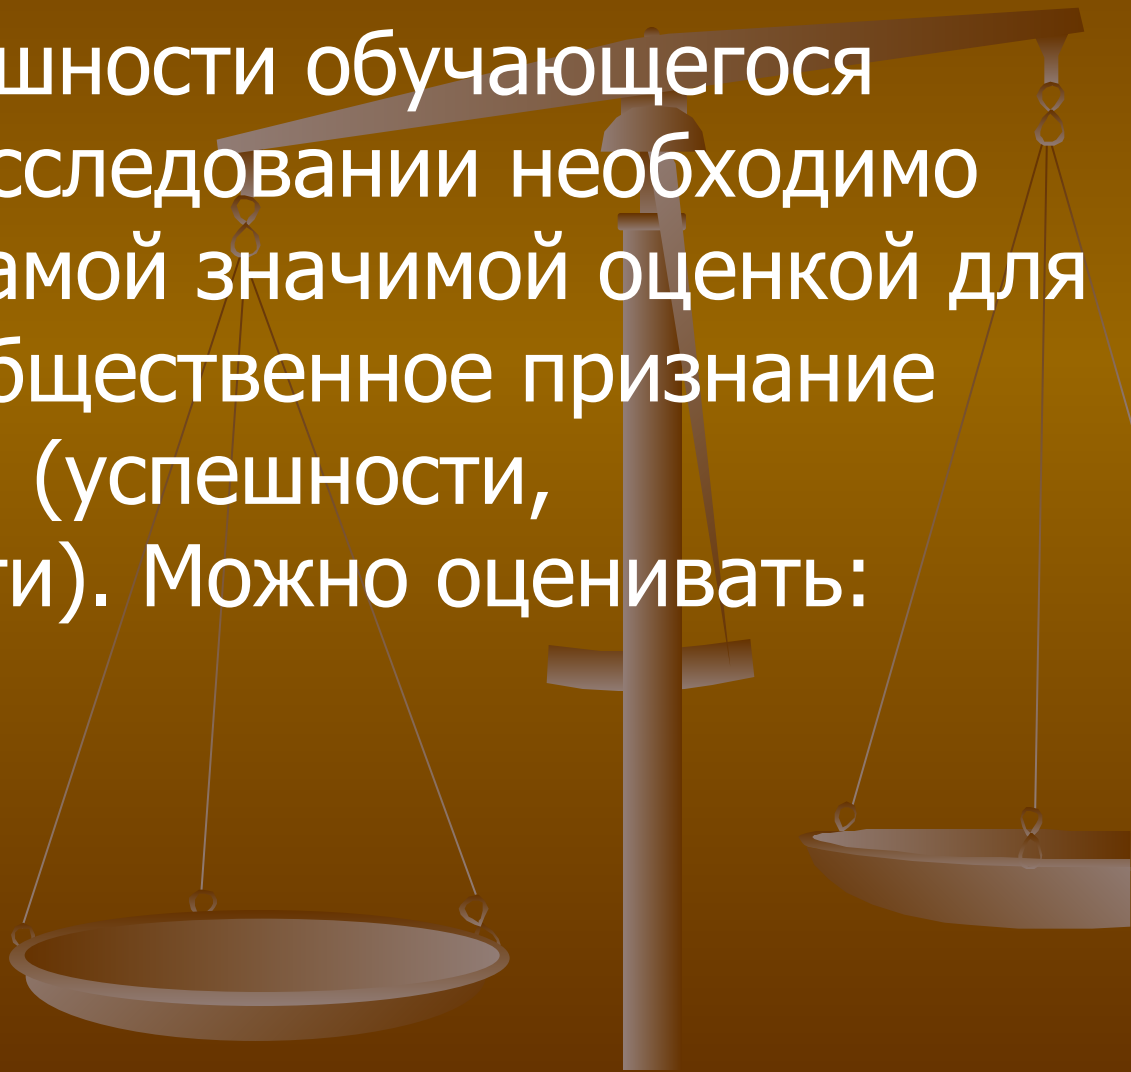 шности обучающегося
сследовании необходимо
амой значимой оценкой для
бщественное признание
(успешности,
ти). Можно оценивать: